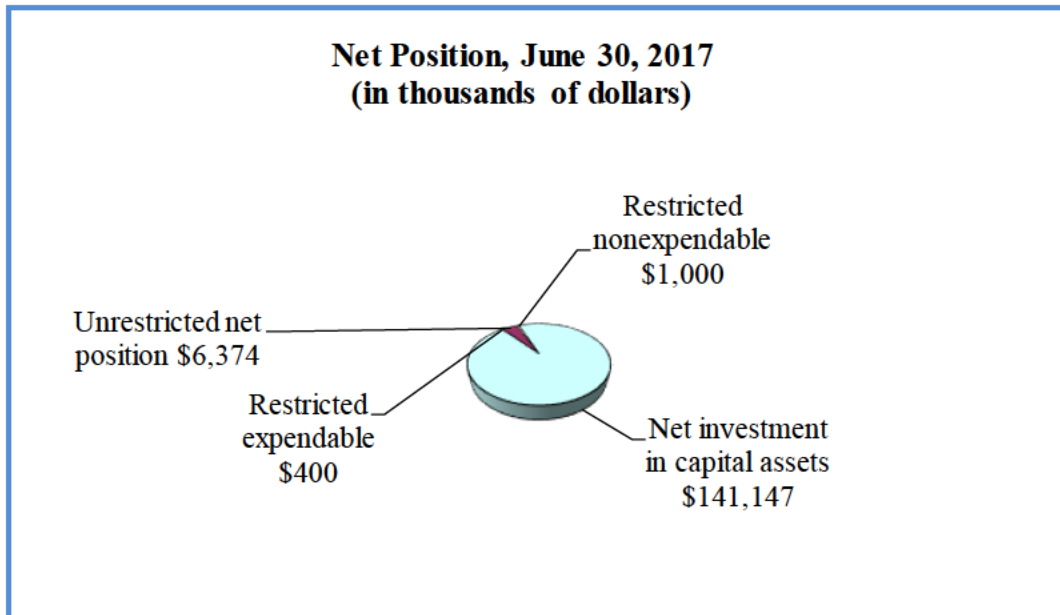 Net Position, June 30, 2017
(in thousands of dollars)
Restricted
nonexpendable
$1,000
Unrestricted net
position $6,374
Restricted
expendable
$400
Net investment
in capital assets
$141,147